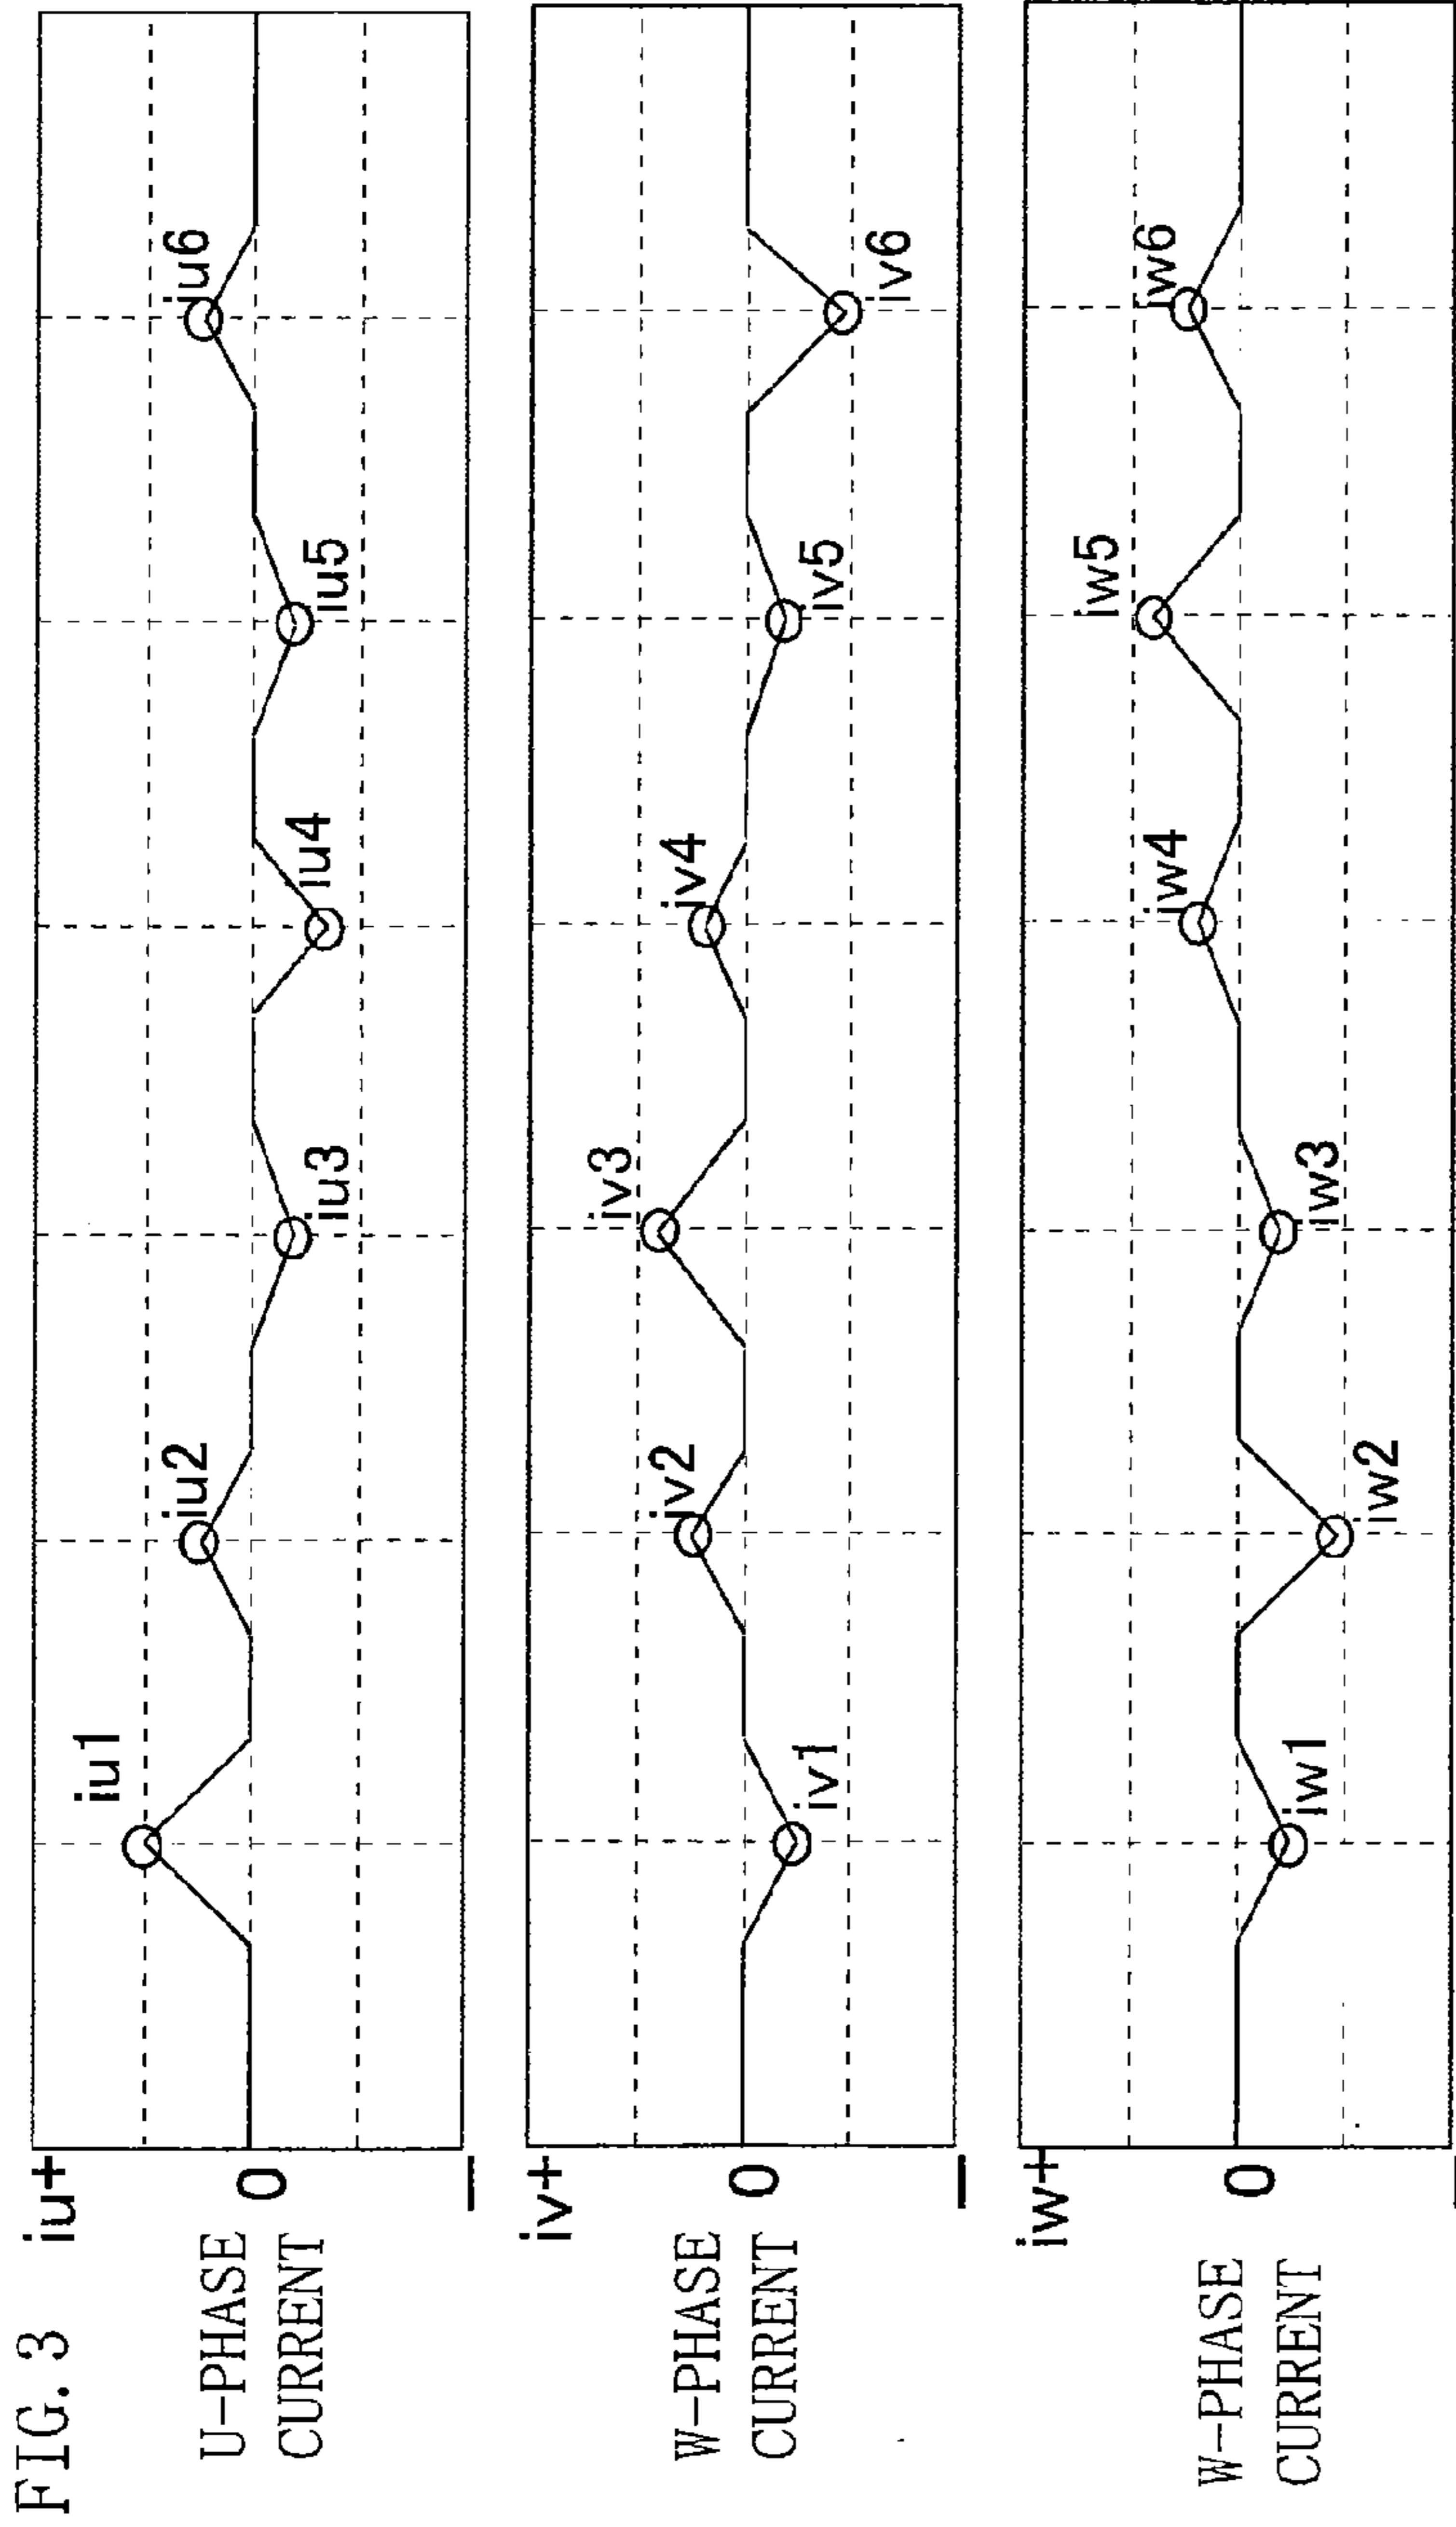 FIG. 3
iu+
0
−
U-PHASE
CURRENT
iu1
iu2
iu3
iu4
iu5
iu6
iv+
0
−
W-PHASE
CURRENT
iv1
iv2
iv3
iv4
iv5
iv6
iw+
0
W-PHASE
CURRENT
iw1
iw2
iw3
iw4
iw5
iw6